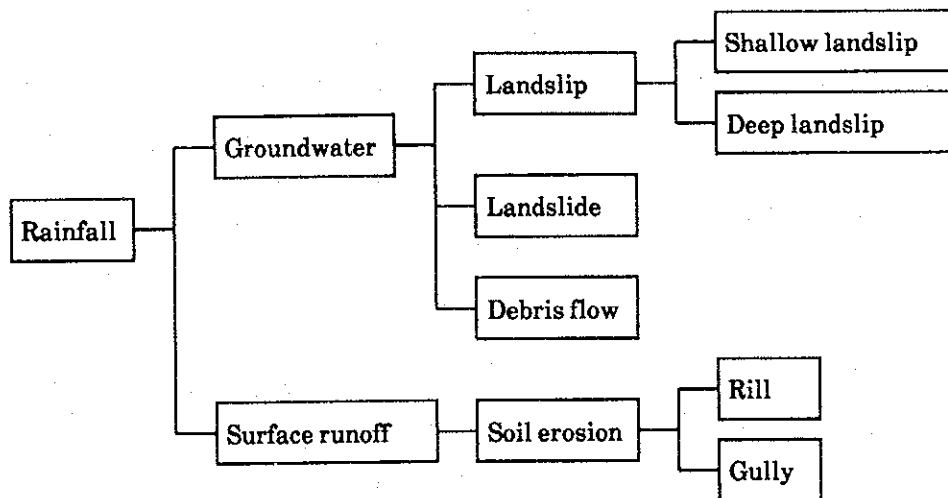 Rainfall
Groundwater
Landslip
Shallow landslip
Deep landslip
Landslide
Debris flow
Surface runoff
Soil erosion
Rill
Gully